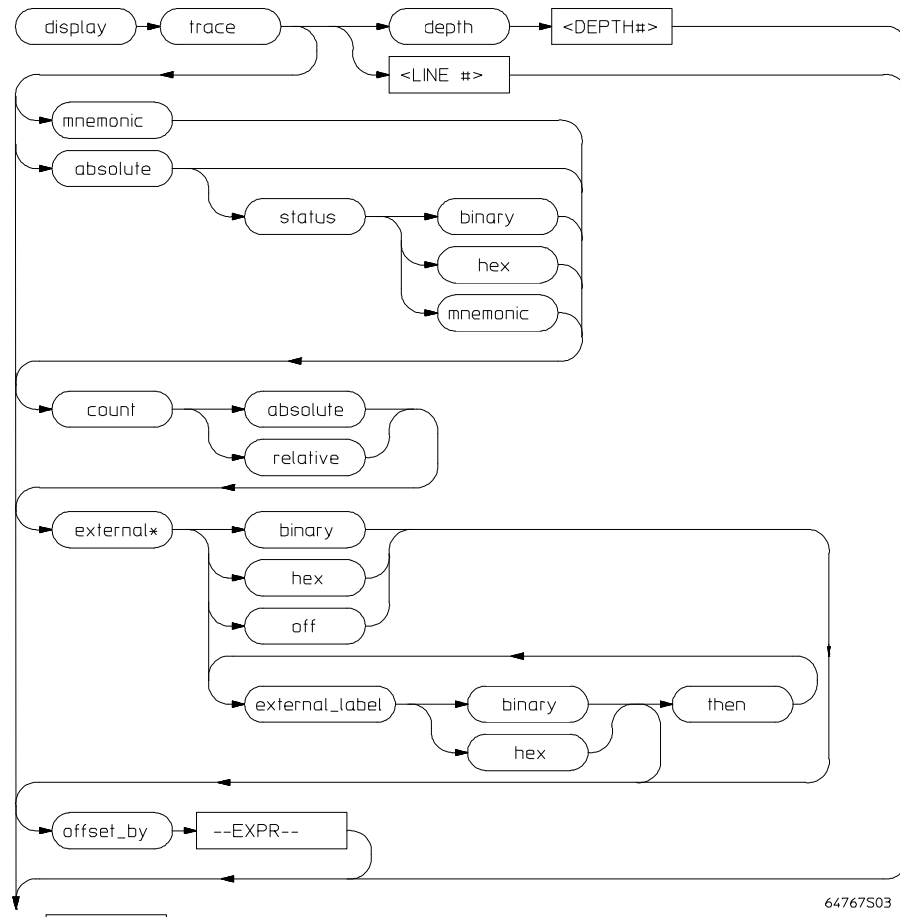 display trace depth <DEPTH#>
<LINE #>
mnemonic
absolute
status binary
hex
mnemonic
count absolute
relative
external* binary
hex
off
external_label binary then
hex
offset_by --EXPR--
64767S03